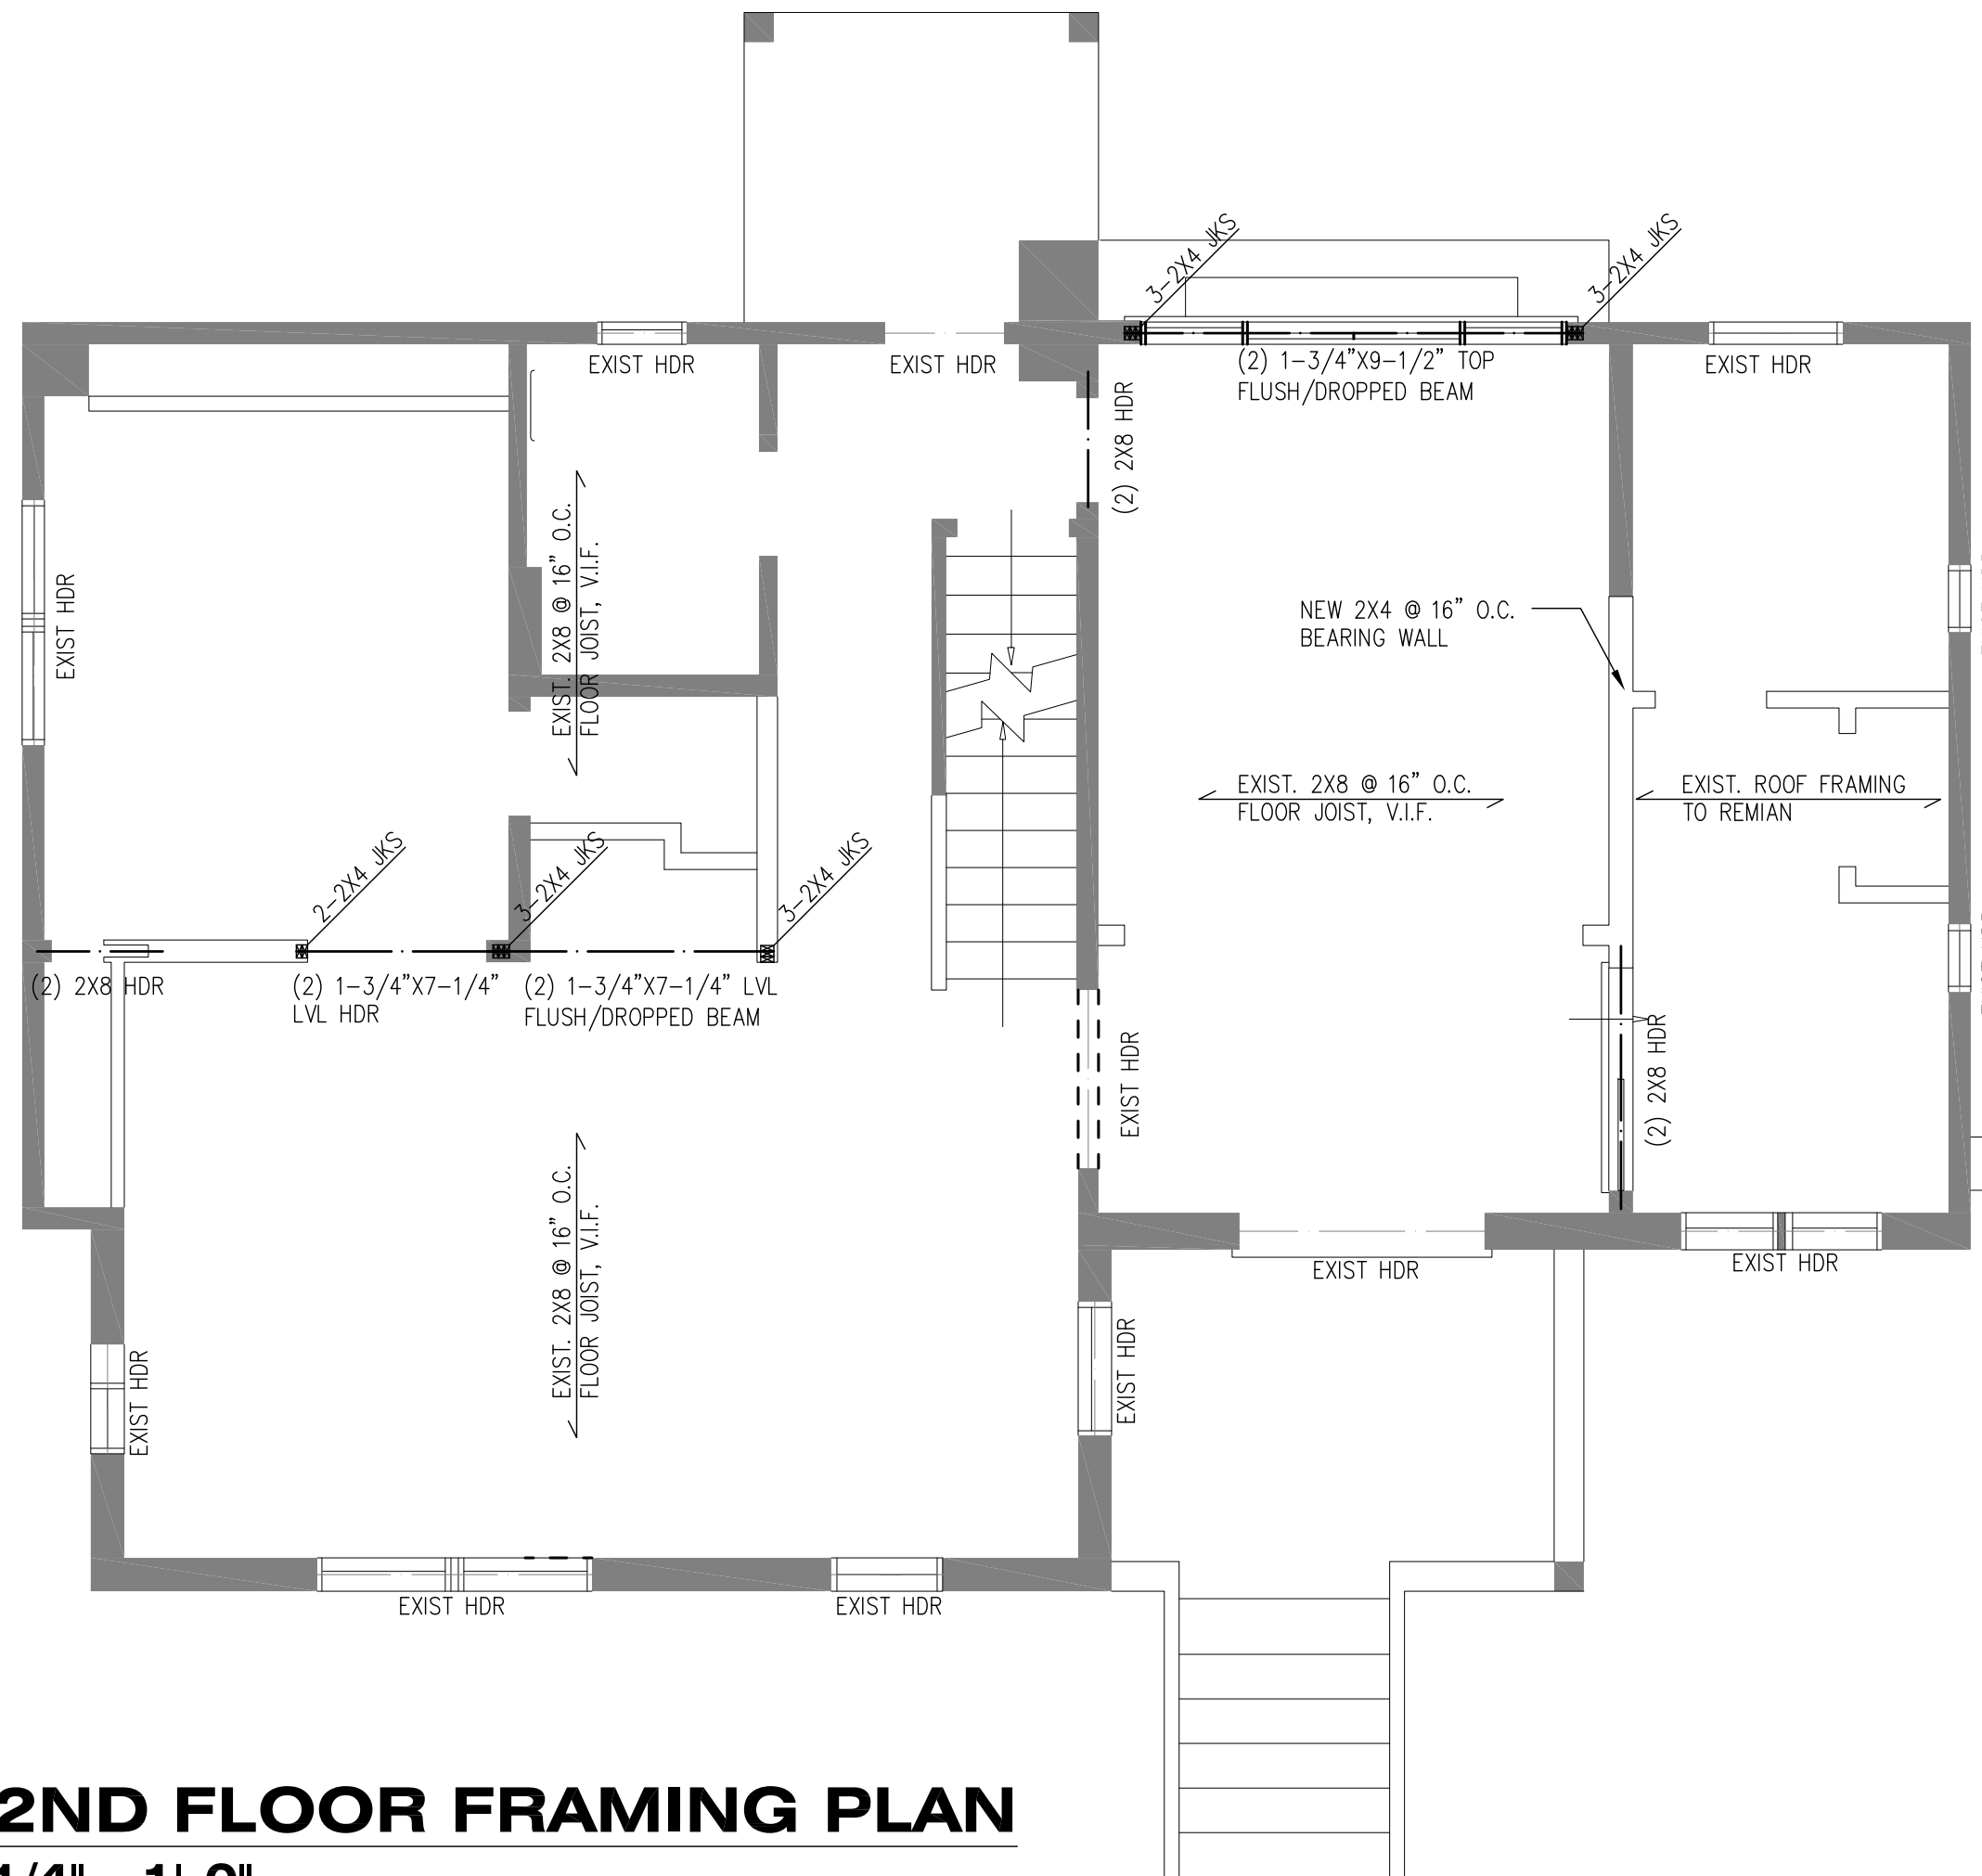 3-2X4 JKS
3-2X4 JKS
EXIST HDR
EXIST HDR
(2) 1-3/4"X9-1/2" TOP
FLUSH/DROPPED BEAM
EXIST HDR
(2) 2X8 HDR
EXIST. 2X8 @ 16" O.C.
FLOOR JOIST, V.I.F.
EXIST HDR
NEW 2X4 @ 16" O.C.
BEARING WALL
EXIST. 2X8 @ 16" O.C.
FLOOR JOIST, V.I.F.
EXIST. ROOF FRAMING
TO REMIAN
2-2X4 JKS
3-2X4 JKS
3-2X4 JKS
(2) 2X8 HDR
(2) 1-3/4"X7-1/4"
LVL HDR
(2) 1-3/4"X7-1/4" LVL
FLUSH/DROPPED BEAM
EXIST HDR
(2) 2X8 HDR
EXIST. 2X8 @ 16" O.C.
FLOOR JOIST, V.I.F.
EXIST HDR
EXIST HDR
EXIST HDR
EXIST HDR
EXIST HDR
EXIST HDR
2ND FLOOR FRAMING PLAN